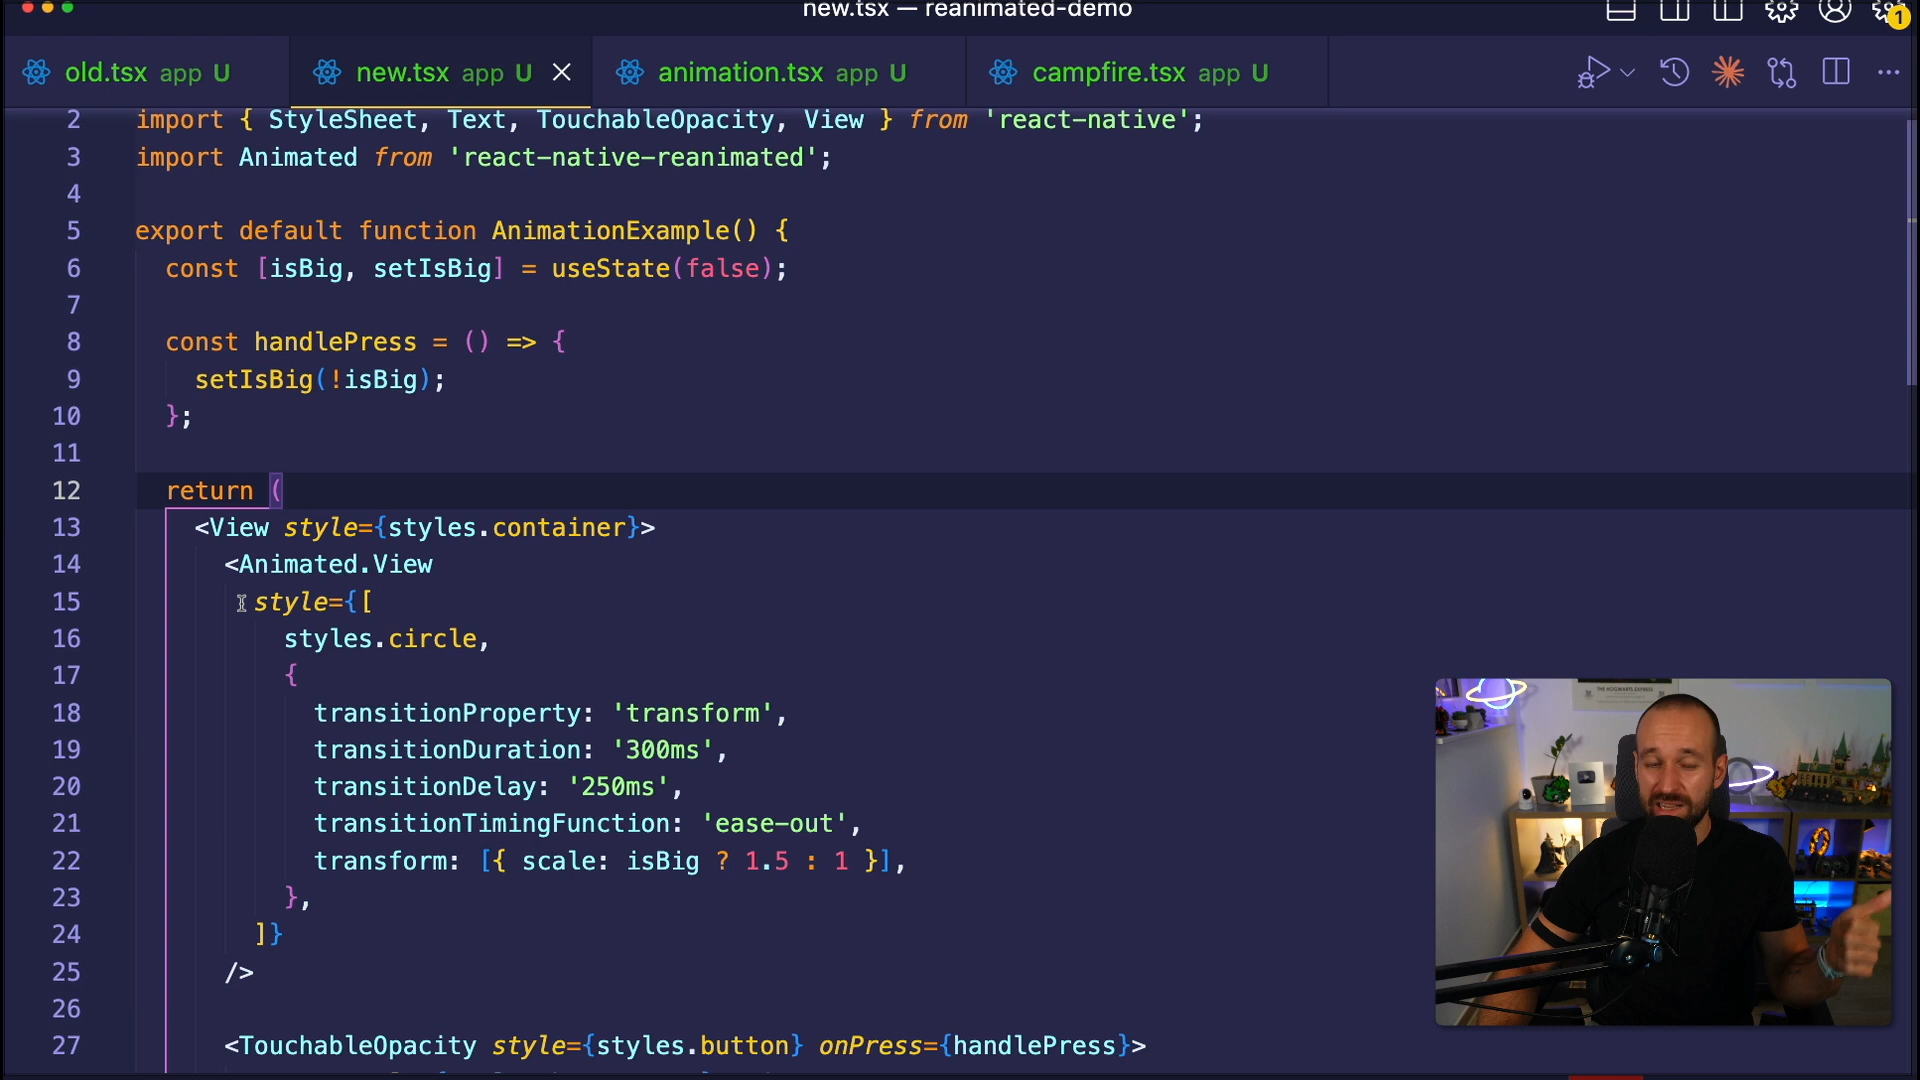 new.tsx — reanimated-demo
1
old.tsx app U
new.tsx app U
animation.tsx app U
campfire.tsx app U
2 import { StyleSheet, Text, TouchableOpacity, View } from 'react-native';
3 import Animated from 'react-native-reanimated';
4
5 export default function AnimationExample() {
6 const [isBig, setIsBig] = useState(false);
7
8 const handlePress = () => {
9 setIsBig(!isBig);
10 };
11
12 return (
13 <View style={styles.container}>
14 <Animated.View
15 style={[
16 styles.circle,
17 {
18 transitionProperty: 'transform',
19 transitionDuration: '300ms',
20 transitionDelay: '250ms',
21 transitionTimingFunction: 'ease-out',
22 transform: [{ scale: isBig ? 1.5 : 1 }],
23 },
24 ]}
25 />
26
27 <TouchableOpacity style={styles.button} onPress={handlePress}>
THE HOGWARTS EXPRESS